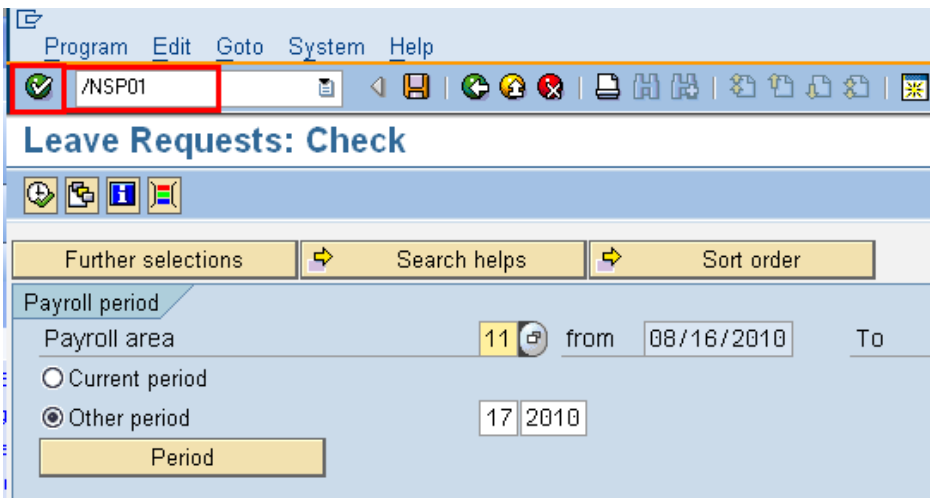 Program Edit Goto System Help
/NSP01
Leave Requests: Check
Further selections Search helps Sort order
Payroll period
Payroll area 11 from 08/16/2010 To
Current period
Other period 17 2010
Period